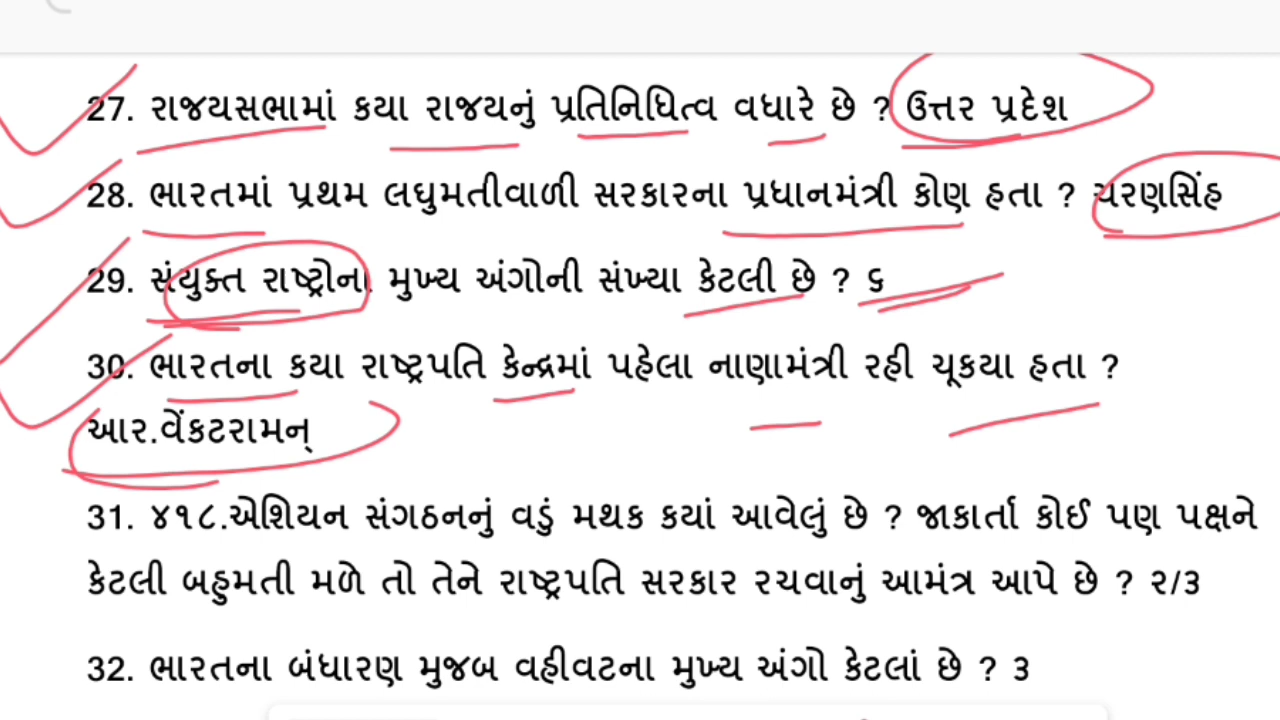 27. રાજયસભામાં કયા રાજયનું પ્રતિનિધિત્વ વધારે છે ? ઉત્તર પ્રદેશ
28. ભારતમાં પ્રથમ લઘુમતીવાળી સરકારના પ્રધાનમંત્રી કોણ હતા ? ચરણસિંહ
29. સંયુક્ત રાષ્ટ્રોના મુખ્ય અંગોની સંખ્યા કેટલી છે ? ૬
30. ભારતના કયા રાષ્ટ્રપતિ કેન્દ્રમાં પહેલા નાણામંત્રી રહી ચૂકયા હતા ?
આર.વેંકટરામન્
31. ૪૧૮.એશિયન સંગઠનનું વડું મથક કયાં આવેલું છે ? જાકાર્તા કોઈ પણ પક્ષને
કેટલી બહુમતી મળે તો તેને રાષ્ટ્રપતિ સરકાર રચવાનું આમંત્ર આપે છે ? ૨/૩
32. ભારતના બંધારણ મુજબ વહીવટના મુખ્ય અંગો કેટલાં છે ? ૩